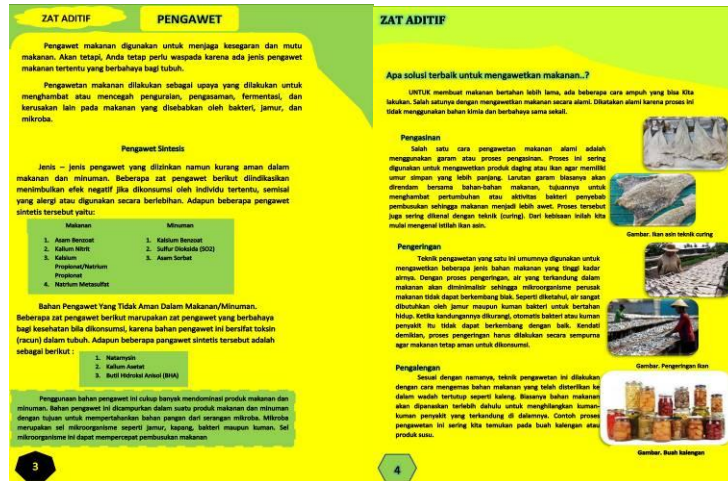 ZAT ADITIF
PENGAWET
Pengawet makanan digunakan untuk menjaga kesegaran dan mutu
makanan. Akan tetapi, Anda tetap perlu waspada karena ada jenis pengawet
makanan tertentu yang berbahaya bagi tubuh.
Pengawetan makanan dilakukan sebagai upaya yang dilakukan untuk
menghambat atau mencegah penguraian, pengasaman, fermentasi, dan
kerusakan lain pada makanan yang disebabkan oleh bakteri, jamur, dan
mikroba.
Pengawet Sintesis
Jenis – jenis pengawet yang diizinkan namun kurang aman dalam
makanan dan minuman. Beberapa zat pengawet berikut diindikasikan
menimbulkan efek negatif jika dikonsumsi oleh individu tertentu, semisal
yang alergi atau digunakan secara berlebihan. Adapun beberapa pengawet
sintetis tersebut yaitu:
Makanan
1. Asam Benzoat
2. Kalium Nitrit
3. Kalsium
Propionat/Natrium
Propionat
4. Natrium Metasulfat
Minuman
1. Kalsium Benzoat
2. Sulfur Dioksida (SO2)
3. Asam Sorbat
Bahan Pengawet Yang Tidak Aman Dalam Makanan/Minuman.
Beberapa zat pengawet berikut marupakan zat pengawet yang berbahaya
bagi kesehatan bila dikonsumsi, karena bahan pengawet ini bersifat toksin
(racun) dalam tubuh. Adapun beberapa pangawet sintetis tersebut adalah
sebagai berikut :
1. Natamysin
2. Kalium Asetat
3. Butil Hidroksi Anisol (BHA)
Penggunaan bahan pengawet ini cukup banyak mendominasi produk makanan dan
minuman. Bahan pengawet ini dicampurkan dalam suatu produk makanan dan minuman
dengan tujuan untuk mempertahankan bahan pangan dari serangan mikroba. Mikroba
merupakan sel mikroorganisme seperti jamur, kapang, bakteri maupun kuman. Sel
mikroorganisme ini dapat mempercepat pembusukan makanan
3
ZAT ADITIF
Apa solusi terbaik untuk mengawetkan makanan..?
UNTUK membuat makanan bertahan lebih lama, ada beberapa cara ampuh yang bisa Kita
lakukan. Salah satunya dengan mengawetkan makanan secara alami. Dikatakan alami karena proses ini
tidak menggunakan bahan kimia dan berbahaya sama sekali.
Pengasinan
Salah satu cara pengawetan makanan alami adalah
menggunakan garam atau proses pengasinan. Proses ini sering
digunakan untuk mengawetkan produk daging atau ikan agar memiliki
umur simpan yang lebih panjang. Larutan garam biasanya akan
direndam bersama bahan-bahan makanan, tujuannya untuk
menghambat pertumbuhan atau aktivitas bakteri penyebab
pembusukan sehingga makanan menjadi lebih awet. Proses tersebut
juga sering dikenal dengan teknik (curing). Dari kebiasaan inilah kita
mulai mengenal istilah ikan asin.
Gambar. Ikan asin teknik curing
Pengeringan
Teknik pengawetan yang satu ini umumnya digunakan untuk
mengawetkan beberapa jenis bahan makanan yang tinggi kadar
airnya. Dengan proses pengeringan, air yang terkandung dalam
makanan akan diminimalisir sehingga mikroorganisme perusak
makanan tidak dapat berkembang biak. Seperti diketahui, air sangat
dibutuhkan oleh jamur maupun kuman bakteri untuk bertahan
hidup. Ketika kandungannya dikurangi, otomatis bakteri atau kuman
penyakit itu tidak dapat berkembang dengan baik. Kendati
demikian, proses pengeringan harus dilakukan secara sempurna
agar makanan tetap aman untuk dikonsumsi.
Gambar. Pengeringan Ikan
Pengalengan
Sesuai dengan namanya, teknik pengawetan ini dilakukan
dengan cara mengemas bahan makanan yang telah disterilkan ke
dalam wadah tertutup seperti kaleng. Biasanya bahan makanan
akan dipanaskan terlebih dahulu untuk menghilangkan kuman-
kuman penyakit yang terkandung di dalamnya. Contoh proses
pengawetan ini sering kita temukan pada buah kalengan atau
produk susu.
Gambar. Buah kalengan
4